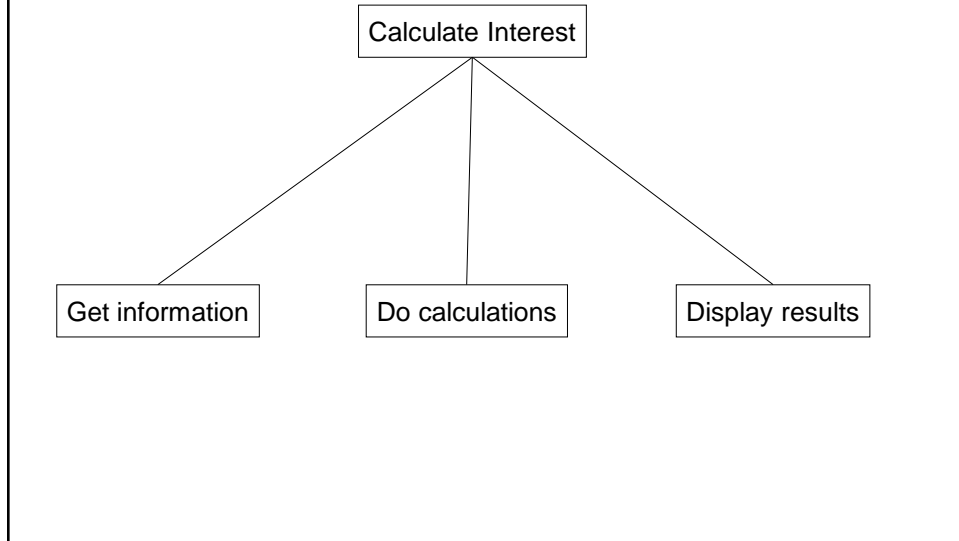 Calculate Interest
Get information
Do calculations
Display results